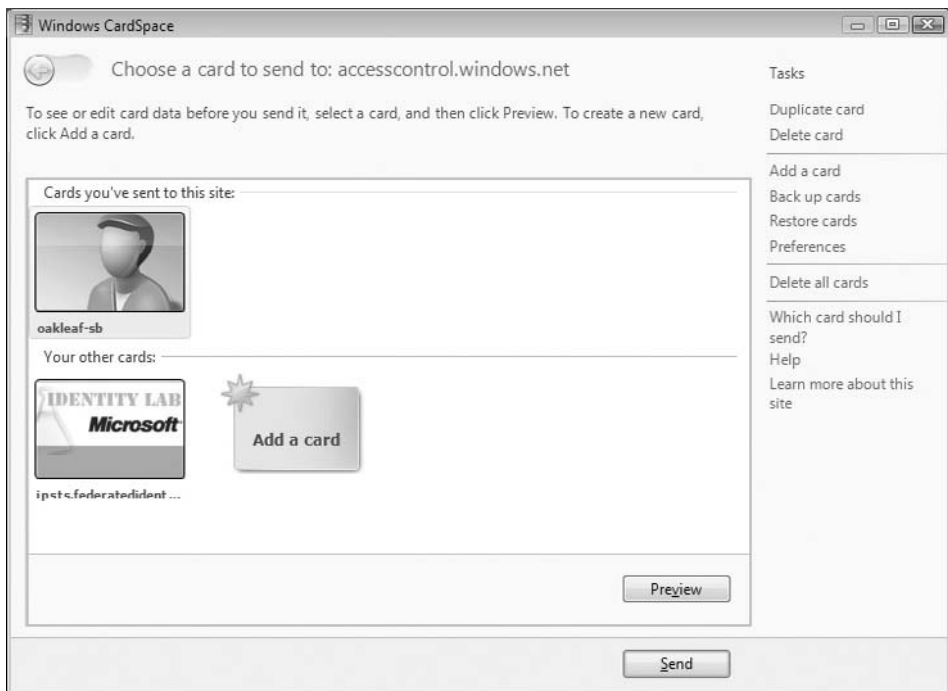 Windows CardSpace
Choose a card to send to: accesscontrol.windows.net
To see or edit card data before you send it, select a card, and then click Preview. To create a new card,
click Add a card.
Cards you've sent to this site:
oakleaf-sb
Your other cards:
IDENTITY LAB
Microsoft
ipsts.federatedident ...
Add a card
Preview
Send
Tasks
Duplicate card
Delete card
Add a card
Back up cards
Restore cards
Preferences
Delete all cards
Which card should I
send?
Help
Learn more about this
site